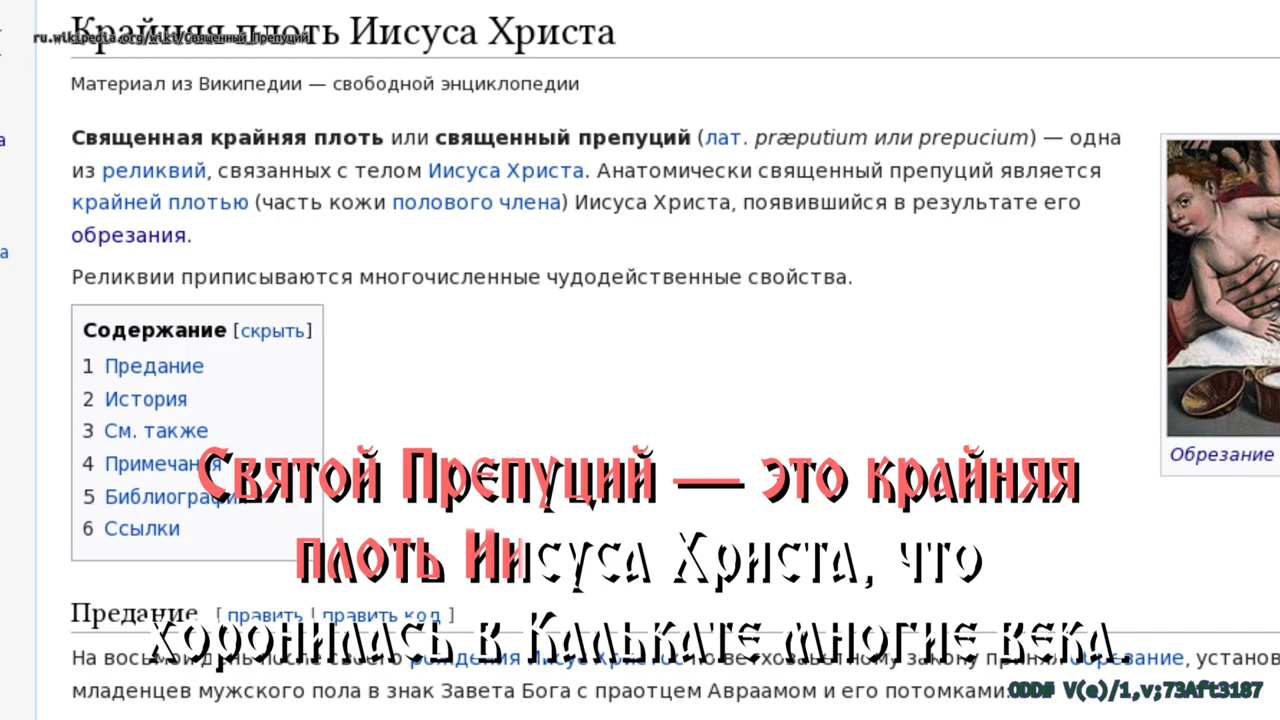 Крайняя плоть Иисуса Христа
ru.wikipedia.org/wiki/Священный_Препуций
Материал из Википедии — свободной энциклопедии
Священная крайняя плоть или священный препуций (лат. præputium или prepucium) — одна
из реликвий, связанных с телом Иисуса Христа. Анатомически священный препуций является
крайней плотью (часть кожи полового члена) Иисуса Христа, появившийся в результате его
обрезания.
Реликвии приписываются многочисленные чудодейственные свойства.
Содержание [скрыть]
1 Предание
2 История
3 См. также
4 Примечания
5 Библиография
6 Ссылки
Обрезание
Святой Препуций — это крайняя
плоть Иисуса Христа, что
хоронилась в Калькате многие века.
Предание [ править | править код ]
На восьмой день после своего рождения Иисус Христос по ветхозаветному закону принял обрезание, установ
младенцев мужского пола в знак Завета Бога с праотцем Авраамом и его потомками
ODD# V(e)/1,v;73Aft3187